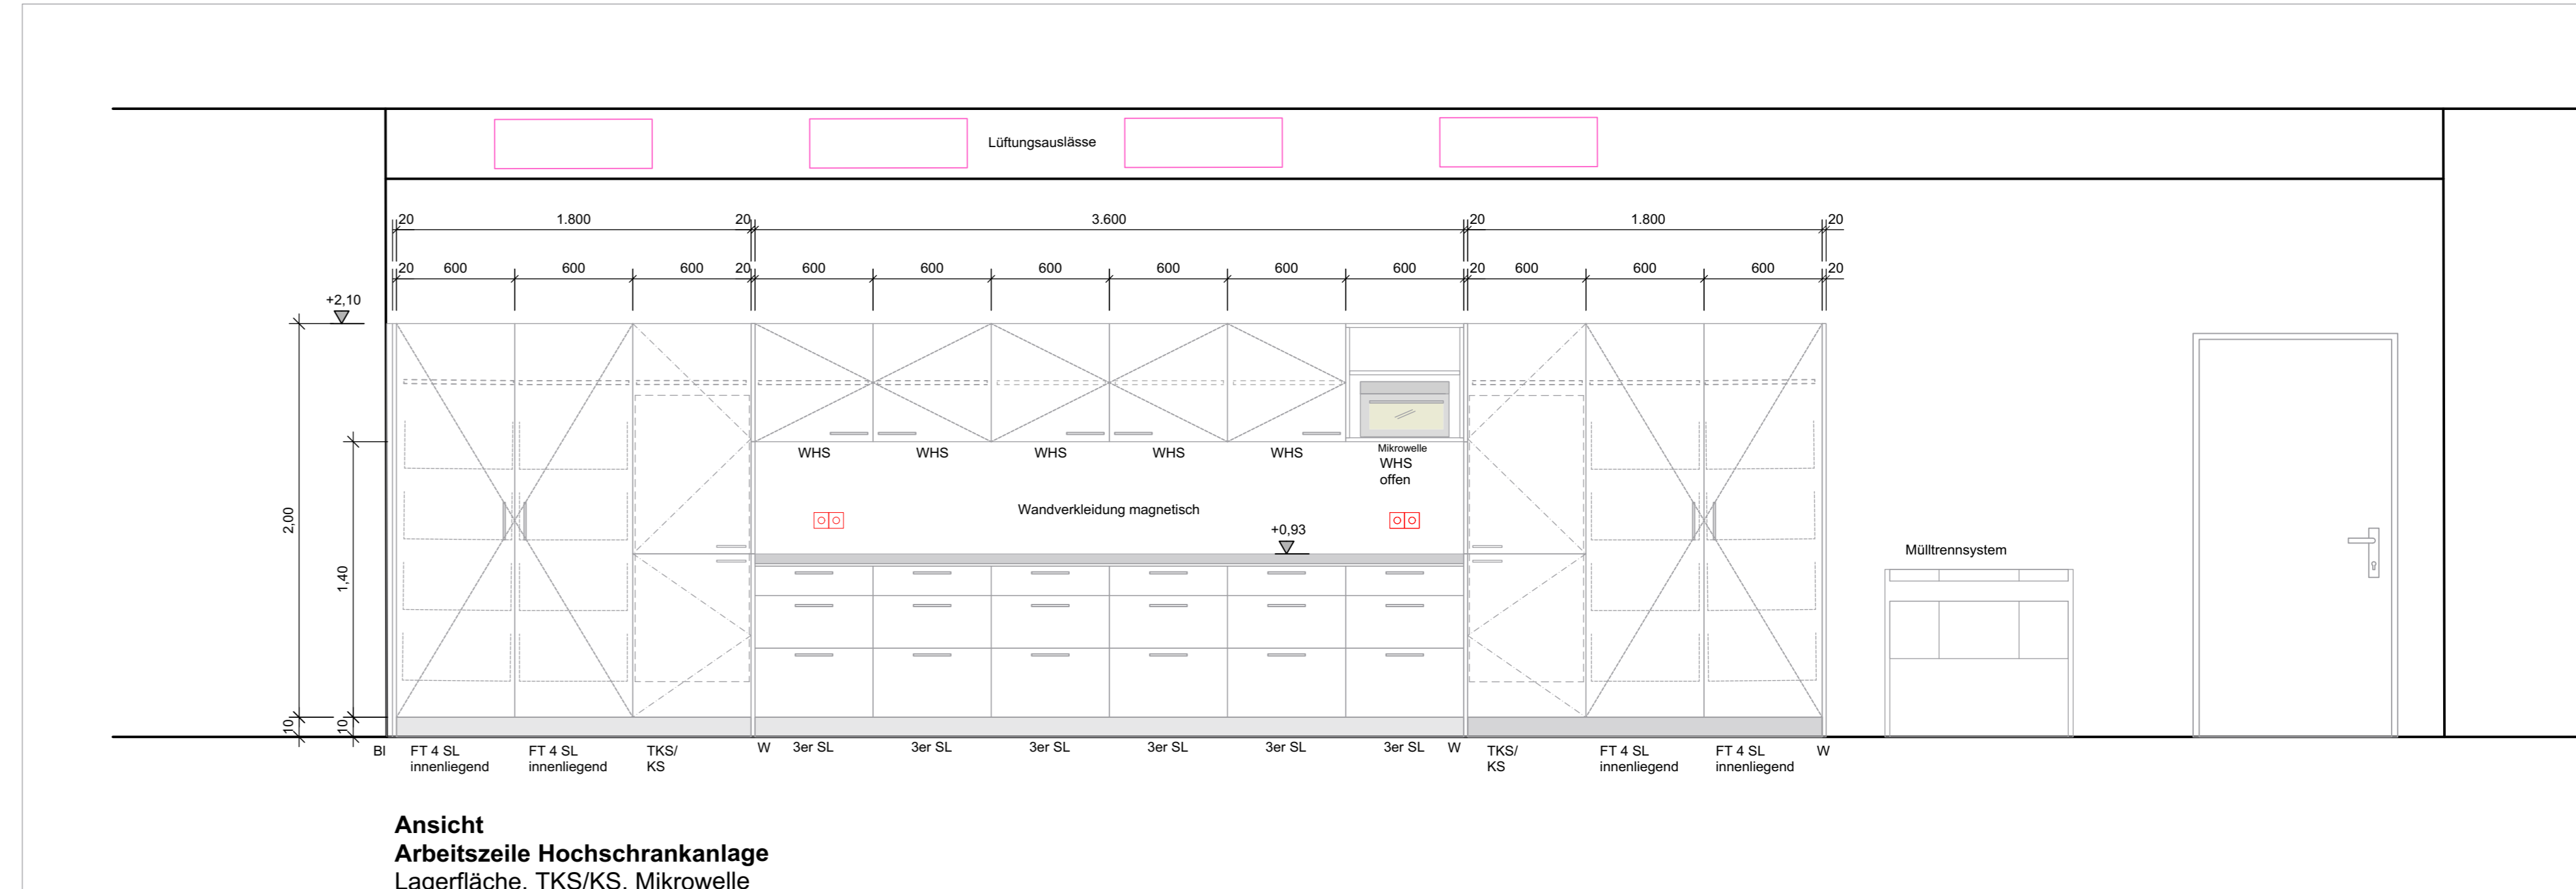 Lüftungsauslässe
20 1.800 20 3.600 20 1.800 20
20 600 600 600 20 600 600 600 600 600 600 20 600 600 600 20
+2,10
WHS WHS WHS WHS WHS
Mikrowelle
WHS
offen
Wandverkleidung magnetisch
+0,93
2,00
1,40
10
10
Mülltrennsystem
BI FT 4 SL FT 4 SL TKS/ W 3er SL 3er SL 3er SL 3er SL 3er SL 3er SL W TKS/ FT 4 SL FT 4 SL W
innenliegend innenliegend KS KS innenliegend innenliegend
Ansicht
Arbeitszeile Hochschrankanlage
Lagerfläche, TKS/KS, Mikrowelle